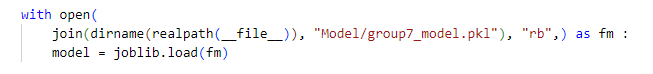 with open(
join(dirname(realpath(__file__)), "Model/group7_model.pkl"), "rb",) as fm :
model = joblib.load(fm)